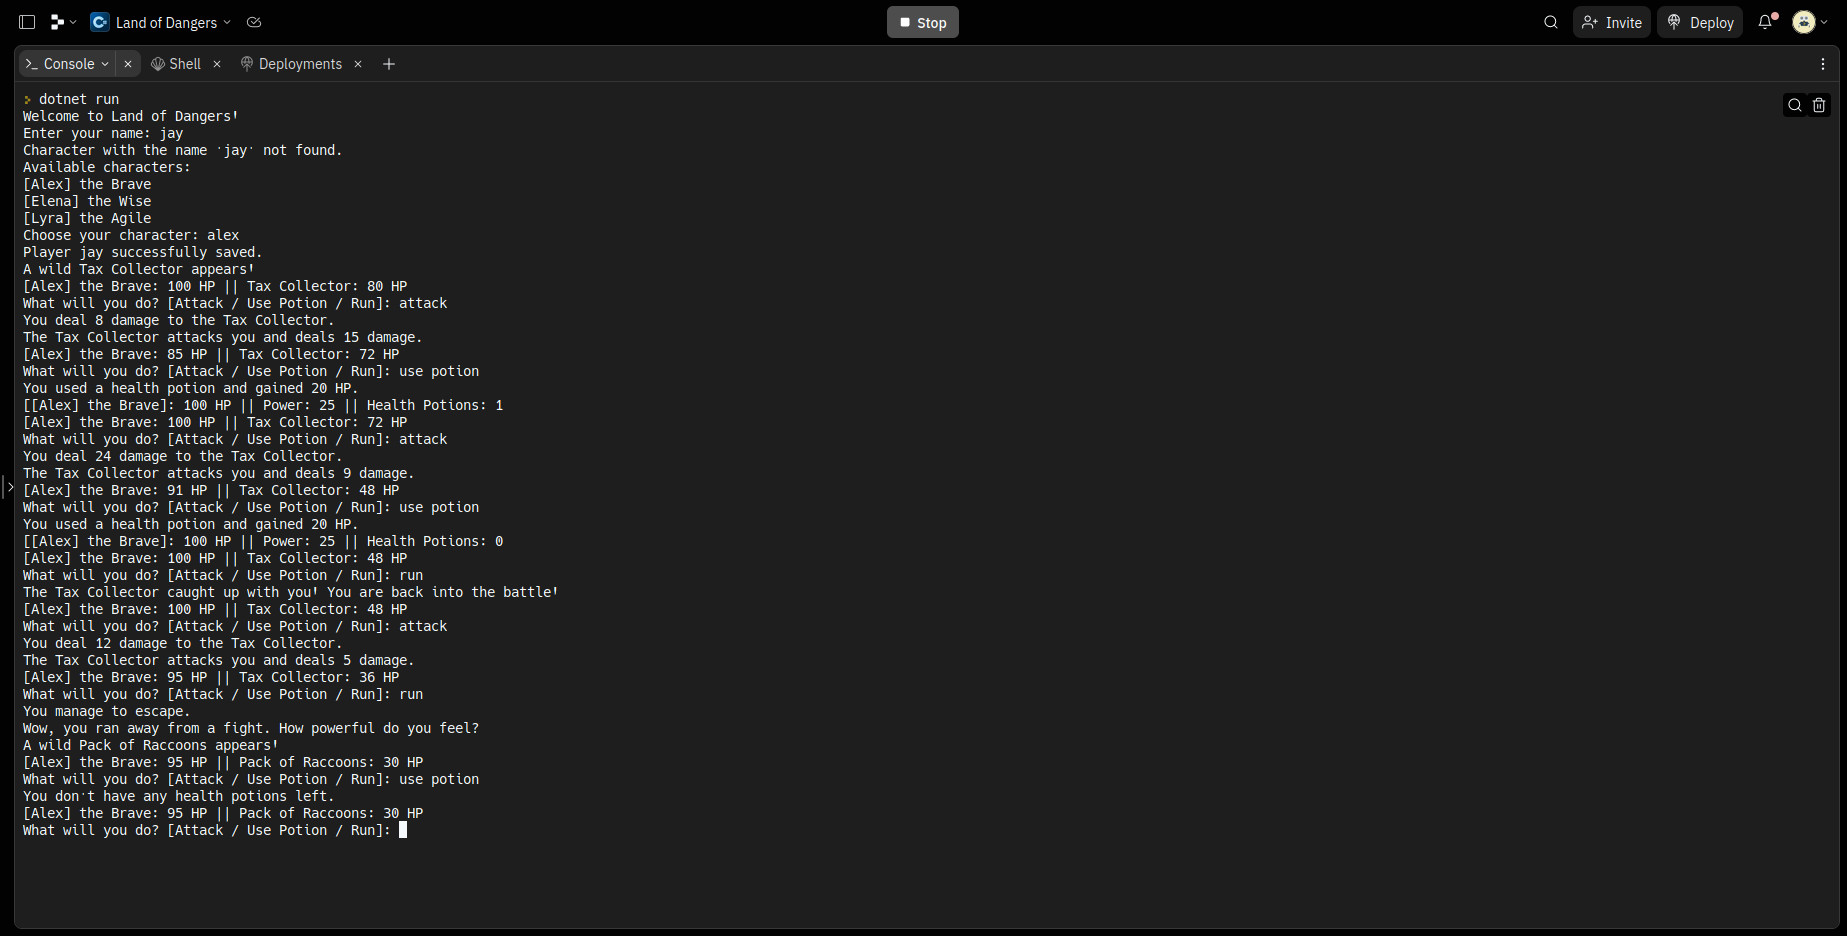 Land of Dangers
Stop
Invite
Deploy
Console
Shell
Deployments
dotnet run
Welcome to Land of Dangers!
Enter your name: jay
Character with the name 'jay' not found.
Available characters:
[Alex] the Brave
[Elena] the Wise
[Lyra] the Agile
Choose your character: alex
Player jay successfully saved.
A wild Tax Collector appears!
[Alex] the Brave: 100 HP || Tax Collector: 80 HP
What will you do? [Attack / Use Potion / Run]: attack
You deal 8 damage to the Tax Collector.
The Tax Collector attacks you and deals 15 damage.
[Alex] the Brave: 85 HP || Tax Collector: 72 HP
What will you do? [Attack / Use Potion / Run]: use potion
You used a health potion and gained 20 HP.
[[Alex] the Brave]: 100 HP || Power: 25 || Health Potions: 1
[Alex] the Brave: 100 HP || Tax Collector: 72 HP
What will you do? [Attack / Use Potion / Run]: attack
You deal 24 damage to the Tax Collector.
The Tax Collector attacks you and deals 9 damage.
[Alex] the Brave: 91 HP || Tax Collector: 48 HP
What will you do? [Attack / Use Potion / Run]: use potion
You used a health potion and gained 20 HP.
[[Alex] the Brave]: 100 HP || Power: 25 || Health Potions: 0
[Alex] the Brave: 100 HP || Tax Collector: 48 HP
What will you do? [Attack / Use Potion / Run]: run
The Tax Collector caught up with you! You are back into the battle!
[Alex] the Brave: 100 HP || Tax Collector: 48 HP
What will you do? [Attack / Use Potion / Run]: attack
You deal 12 damage to the Tax Collector.
The Tax Collector attacks you and deals 5 damage.
[Alex] the Brave: 95 HP || Tax Collector: 36 HP
What will you do? [Attack / Use Potion / Run]: run
You manage to escape.
Wow, you ran away from a fight. How powerful do you feel?
A wild Pack of Raccoons appears!
[Alex] the Brave: 95 HP || Pack of Raccoons: 30 HP
What will you do? [Attack / Use Potion / Run]: use potion
You don't have any health potions left.
[Alex] the Brave: 95 HP || Pack of Raccoons: 30 HP
What will you do? [Attack / Use Potion / Run]: